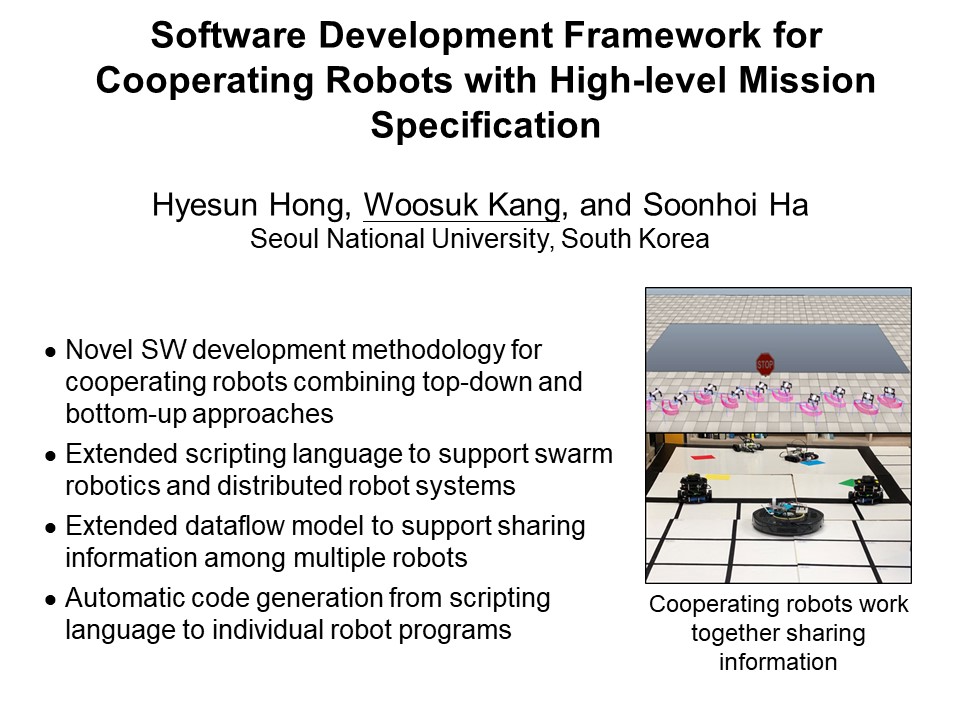 Software Development Framework for
Cooperating Robots with High-level Mission
Specification
Hyesun Hong, Woosuk Kang, and Soonhoi Ha
Seoul National University, South Korea
● Novel SW development methodology for
cooperating robots combining top-down and
bottom-up approaches
● Extended scripting language to support swarm
robotics and distributed robot systems
● Extended dataflow model to support sharing
information among multiple robots
● Automatic code generation from scripting
language to individual robot programs
STOP
Cooperating robots work
together sharing
information